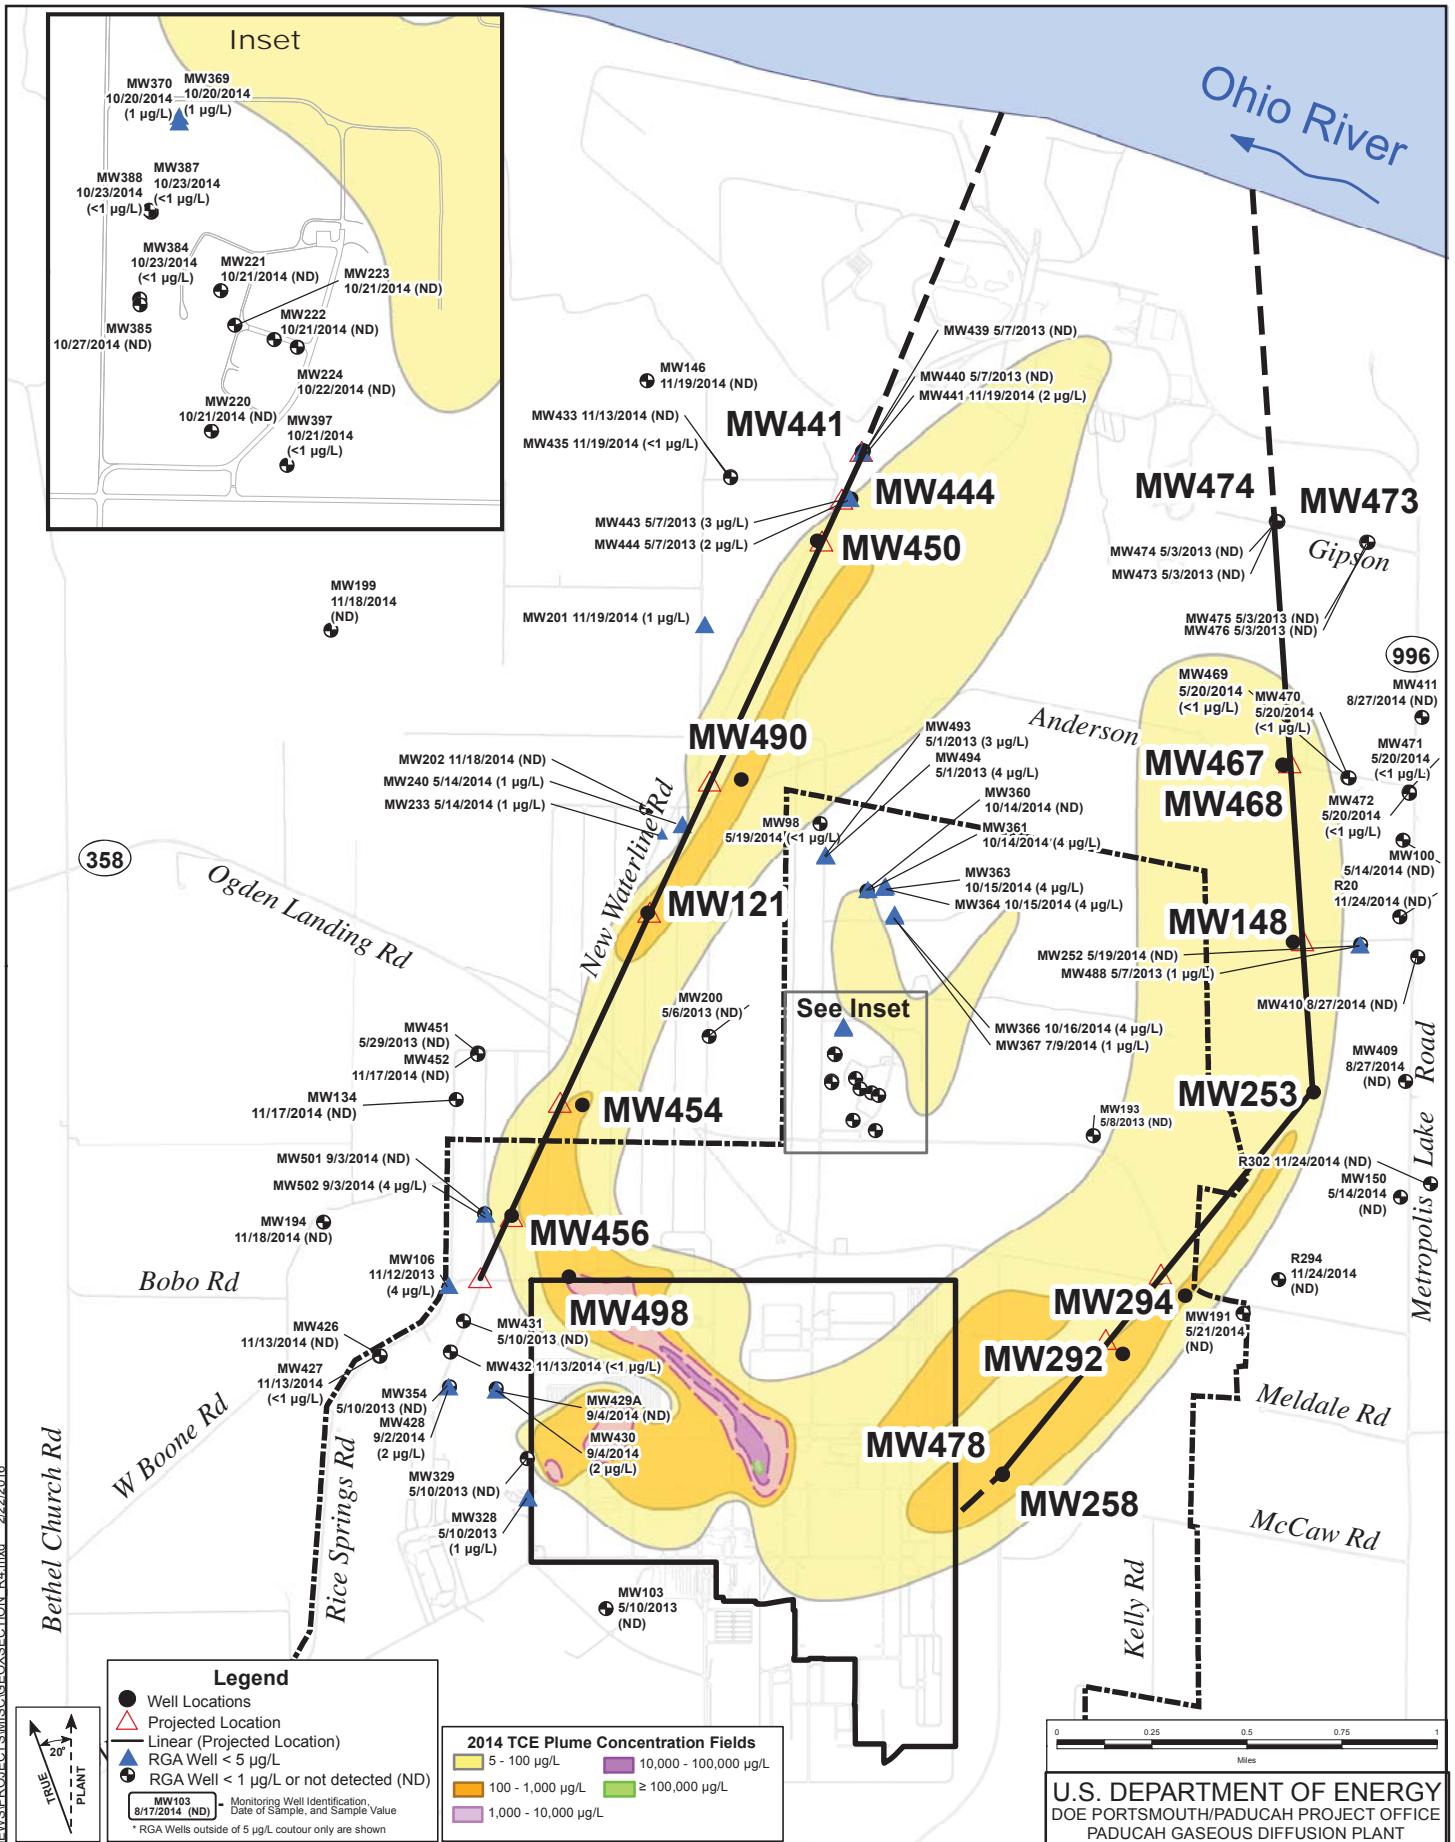 Inset
MW370
10/20/2014
(1 µg/L)
MW369
10/20/2014
(1 µg/L)
MW388
10/23/2014
(<1 µg/L)
MW387
10/23/2014
(<1 µg/L)
MW384
10/23/2014
(<1 µg/L)
MW221
10/21/2014 (ND)
MW223
10/21/2014 (ND)
MW222
10/21/2014 (ND)
MW385
10/27/2014 (ND)
MW224
10/22/2014 (ND)
MW220
10/21/2014 (ND)
MW397
10/21/2014
(<1 µg/L)
Ohio River
MW439 5/7/2013 (ND)
MW146
11/19/2014 (ND)
MW440 5/7/2013 (ND)
MW441 11/19/2014 (2 µg/L)
MW433 11/13/2014 (ND)
MW435 11/19/2014 (<1 µg/L)
MW441
MW444
MW443 5/7/2013 (3 µg/L)
MW444 5/7/2013 (2 µg/L)
MW450
MW474
MW473
Gipson
MW474 5/3/2013 (ND)
MW473 5/3/2013 (ND)
MW475 5/3/2013 (ND)
MW476 5/3/2013 (ND)
MW199
11/18/2014
(ND)
MW201 11/19/2014 (1 µg/L)
996
MW469
5/20/2014
(<1 µg/L)
MW470
5/20/2014
(<1 µg/L)
MW411
8/27/2014 (ND)
Anderson
MW490
MW493
5/1/2013 (3 µg/L)
MW494
5/1/2013 (4 µg/L)
MW471
5/20/2014
(<1 µg/L)
MW467
MW468
MW202 11/18/2014 (ND)
MW240 5/14/2014 (1 µg/L)
MW233 5/14/2014 (1 µg/L)
MW360
10/14/2014 (ND)
MW472
5/20/2014
(<1 µg/L)
MW98
5/19/2014 (<1 µg/L)
MW361
10/14/2014 (4 µg/L)
358
MW100
5/14/2014 (ND)
MW363
10/15/2014 (4 µg/L)
MW364 10/15/2014 (4 µg/L)
R20
11/24/2014 (ND)
Ogden Landing Rd
New Waterline Rd
MW121
MW148
MW252 5/19/2014 (ND)
MW488 5/7/2013 (1 µg/L)
MW200
5/6/2013 (ND)
See Inset
MW410 8/27/2014 (ND)
MW451
5/29/2013 (ND)
MW452
11/17/2014 (ND)
MW366 10/16/2014 (4 µg/L)
MW367 7/9/2014 (1 µg/L)
MW409
8/27/2014
(ND)
Metropolis Lake Road
MW134
11/17/2014 (ND)
MW454
MW253
MW193
5/8/2013 (ND)
MW501 9/3/2014 (ND)
MW502 9/3/2014 (4 µg/L)
R302 11/24/2014 (ND)
MW150
5/14/2014
(ND)
MW194
11/18/2014 (ND)
MW456
MW106
11/12/2013
(4 µg/L)
Bobo Rd
R294
11/24/2014
(ND)
MW498
MW294
MW191
5/21/2014
(ND)
MW426
11/13/2014 (ND)
MW431
5/10/2013 (ND)
MW292
MW427
11/13/2014
(<1 µg/L)
MW432 11/13/2014 (<1 µg/L)
MW354
5/10/2013 (ND)
MW428
9/2/2014
(2 µg/L)
MW429A
9/4/2014 (ND)
MW430
9/4/2014
(2 µg/L)
Meldale Rd
W Boone Rd
Bethel Church Rd
Rice Springs Rd
MW478
MW329
5/10/2013 (ND)
MW258
MW328
5/10/2013
(1 µg/L)
McCaw Rd
MW103
5/10/2013
(ND)
Kelly Rd
Legend
Well Locations
Projected Location
Linear (Projected Location)
RGA Well < 5 µg/L
RGA Well < 1 µg/L or not detected (ND)
MW103
8/17/2014 (ND)
- Monitoring Well Identification,
Date of Sample, and Sample Value
* RGA Wells outside of 5 µg/L coutour only are shown
20°
TRUE
PLANT
2014 TCE Plume Concentration Fields
5 - 100 µg/L
100 - 1,000 µg/L
1,000 - 10,000 µg/L
10,000 - 100,000 µg/L
≥ 100,000 µg/L
0 0.25 0.5 0.75 1
Miles
U.S. DEPARTMENT OF ENERGY
DOE PORTSMOUTH/PADUCAH PROJECT OFFICE
PADUCAH GASEOUS DIFFUSION PLANT